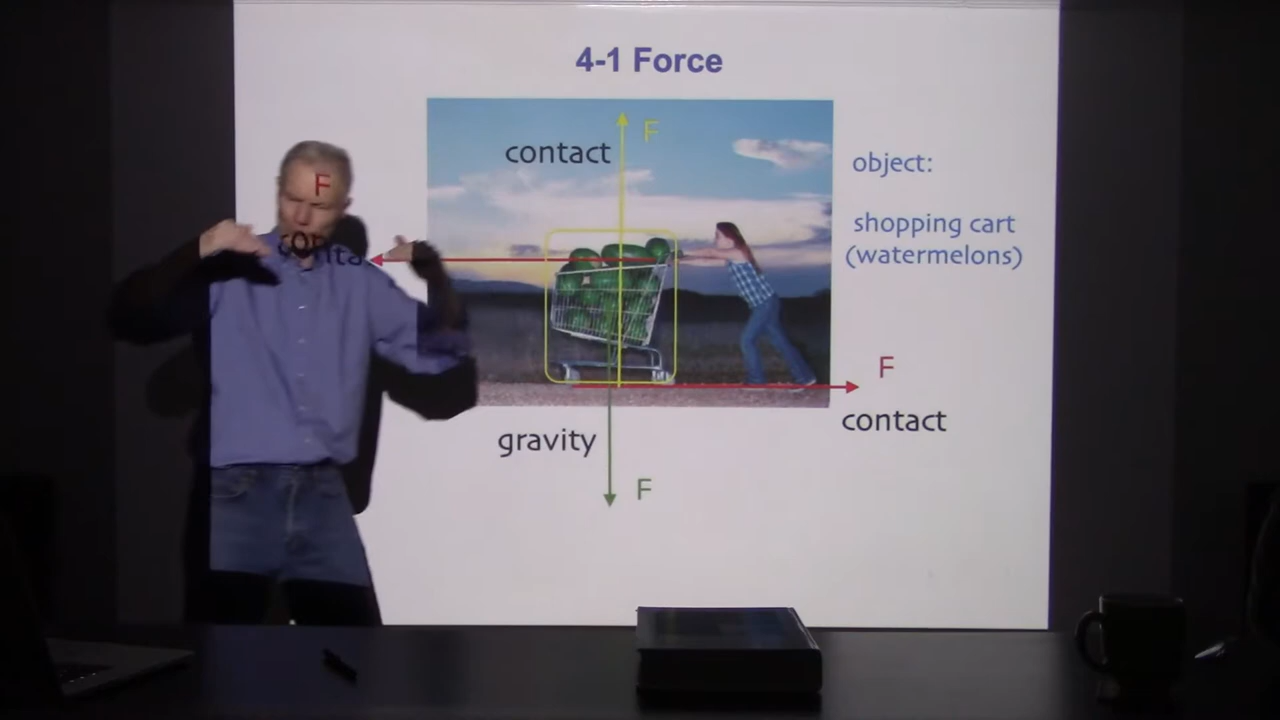 4-1 Force
F
contact
object:
F
shopping cart
(watermelons)
F
contact
gravity
F